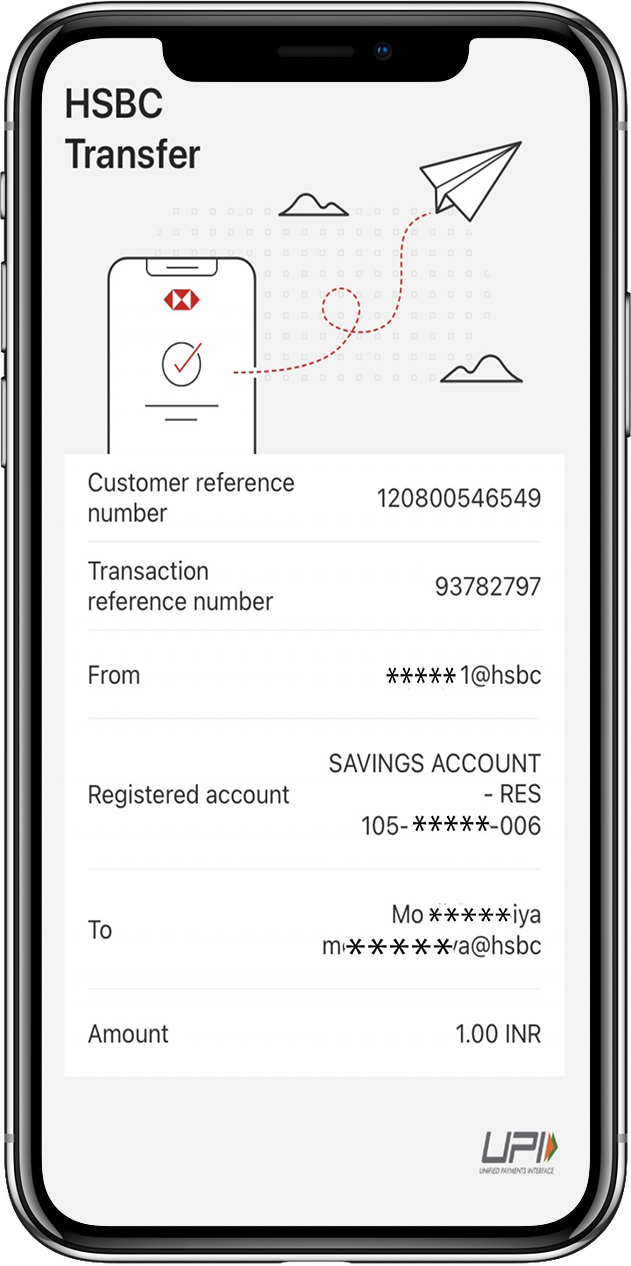 HSBC
Transfer
Customer reference
number
120800546549
Transaction
reference number
93782797
From
*****1@hsbc
Registered account
SAVINGS ACCOUNT
- RES
105-*****-006
To
Mo*****iya
m*****a@hsbc
Amount
1.00 INR
UPI
UNIFIED PAYMENTS INTERFACE